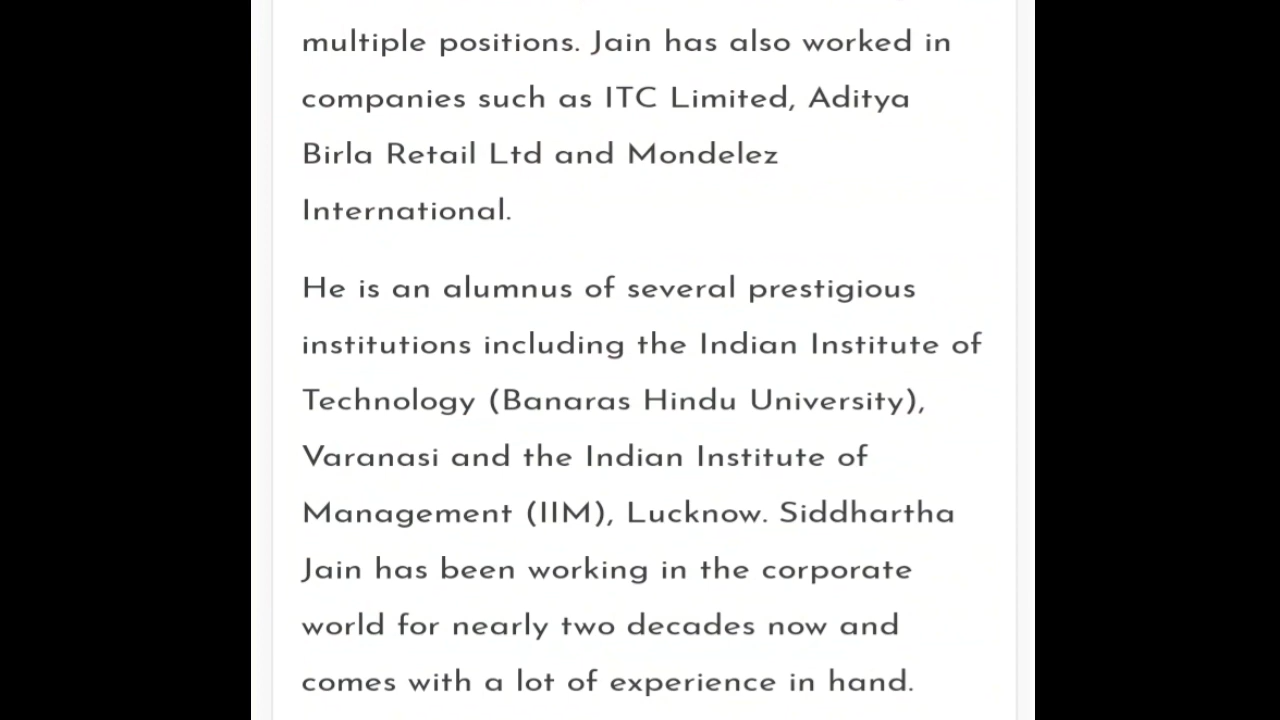 multiple positions. Jain has also worked in
companies such as ITC Limited, Aditya
Birla Retail Ltd and Mondelez
International.
He is an alumnus of several prestigious
institutions including the Indian Institute of
Technology (Banaras Hindu University),
Varanasi and the Indian Institute of
Management (IIM), Lucknow. Siddhartha
Jain has been working in the corporate
world for nearly two decades now and
comes with a lot of experience in hand.